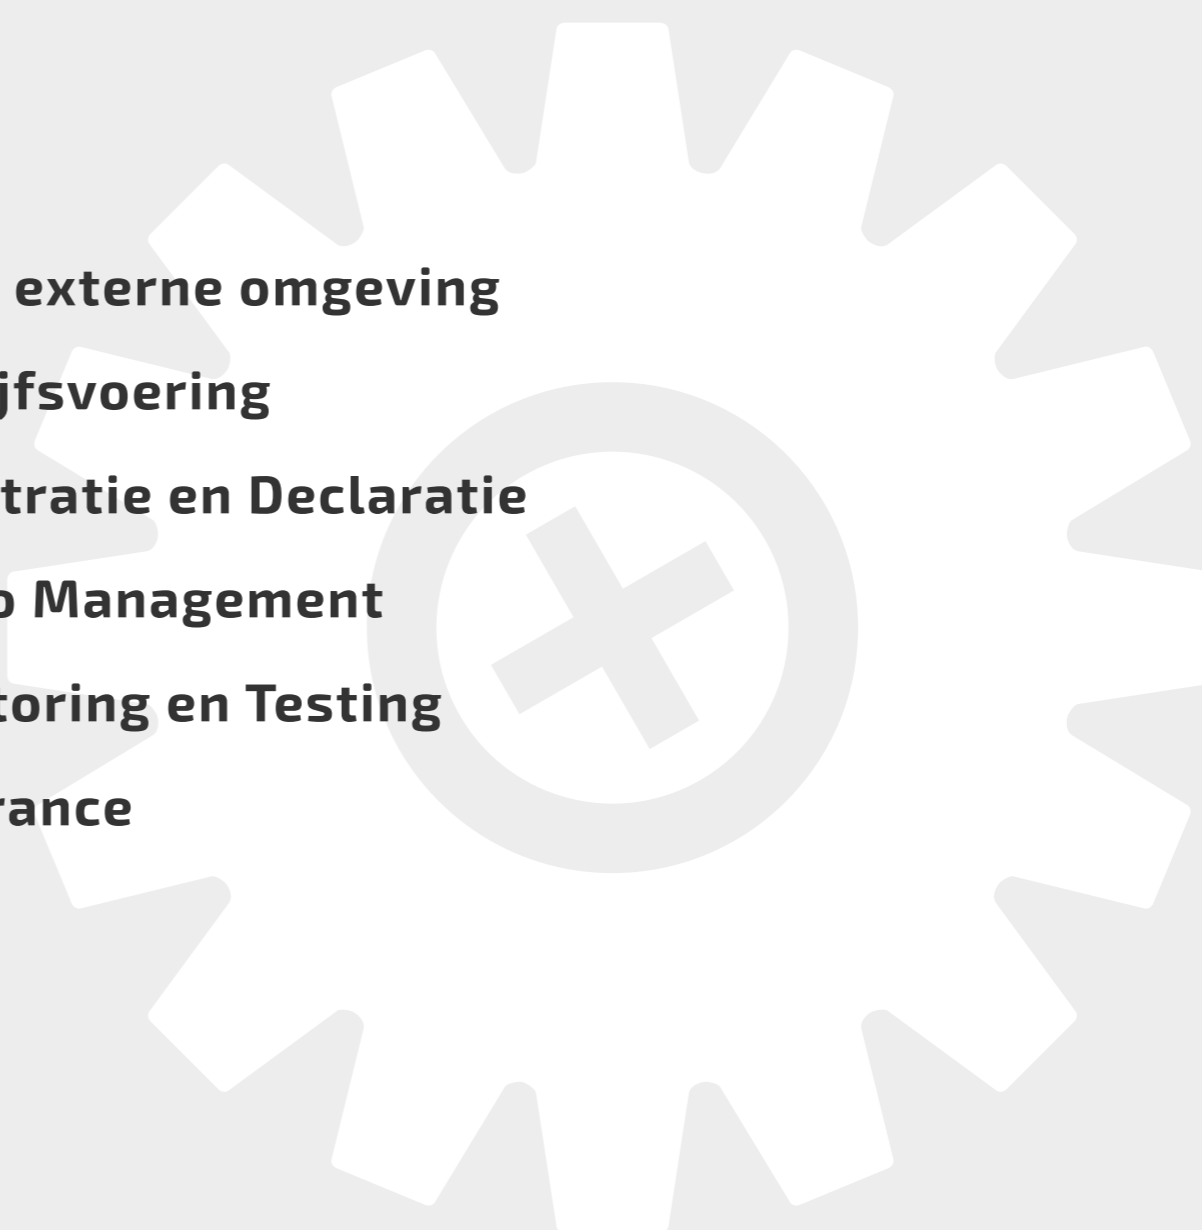 externe omgeving
jfsvoering
tratie en Declaratie
o Management
toring en Testing
rance